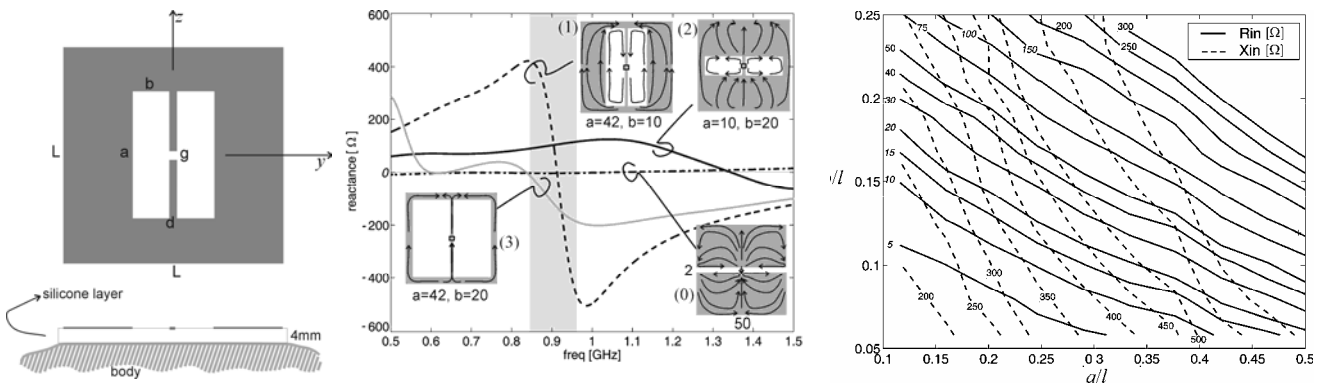 z
b
L
a
g
y
d
L
silicone layer
4mm
body
600
400
200
0
-200
-400
-600
reactance [Ω]
(1)
a=42, b=10
(2)
a=10, b=20
(3)
a=42, b=20
2
(0)
50
0.5 0.6 0.7 0.8 0.9 1.0 1.1 1.2 1.3 1.4 1.5
freq [GHz]
0.25
0.2
0.15
0.1
0.05
/l
75
100
150
200
250
300
50
40
30
20
15
10
5
Rin [Ω]
Xin [Ω]
200
250
300
350
400
450
500
0.1 0.15 0.2 0.25 0.3 0.35 0.4 0.45 0.5
a/l